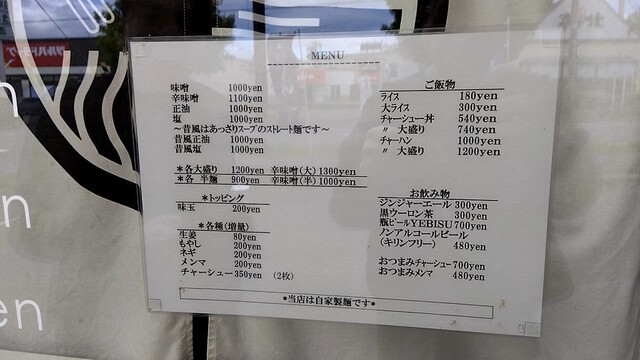 MENU
味噌 1000yen
辛味噌 1100yen
正油 1000yen
塩 1000yen
～昔風はあっさりスープのストレート麺です～
昔風正油 1000yen
昔風塩 1000yen
*各大盛り 1200yen 辛味噌(大) 1300yen
*各 半麺 900yen 辛味噌(半) 1000yen
*トッピング
味玉 200yen
*各種(増量)
生姜 80yen
もやし 200yen
ネギ 200yen
メンマ 200yen
チャーシュー 350yen (2枚)
ご飯物
ライス 180yen
大ライス 300yen
チャーシュー丼 540yen
〃 大盛り 740yen
チャーハン 1000yen
〃 大盛り 1200yen
お飲み物
ジンジャーエール 300yen
黒ウーロン茶 300yen
瓶ビールYEBISU 700yen
ノンアルコールビール
(キリンフリー) 480yen
おつまみチャーシュー 700yen
おつまみメンマ 480yen
*当店は自家製麺です*
ツルハドラッグ
n
n
en